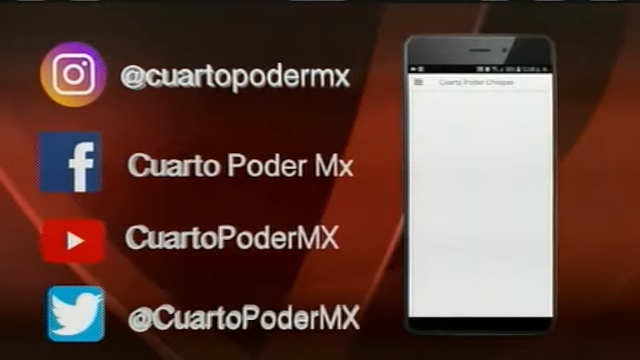 @cuartopodermx
Cuarto Poder Mx
CuartoPoderMX
@CuartoPoderMX
Cuarto Poder Chiapas